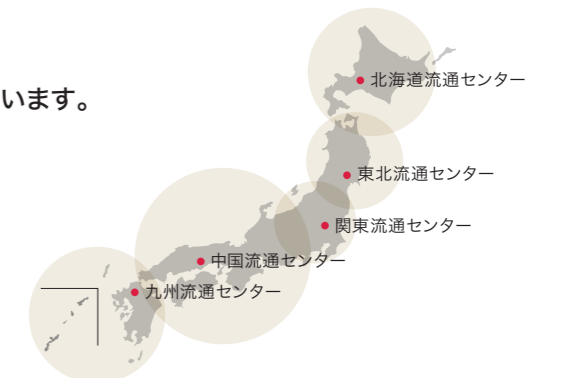 います。
北海道流通センター
東北流通センター
関東流通センター
中国流通センター
九州流通センター